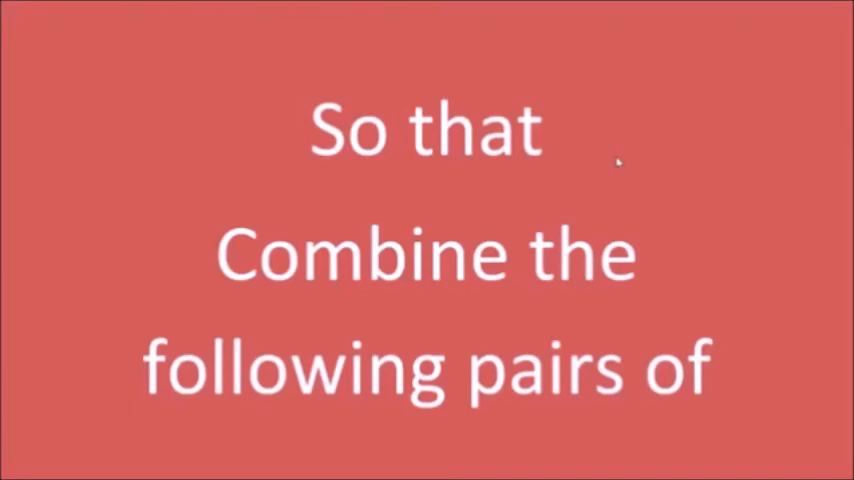 So that
Combine the
following pairs of